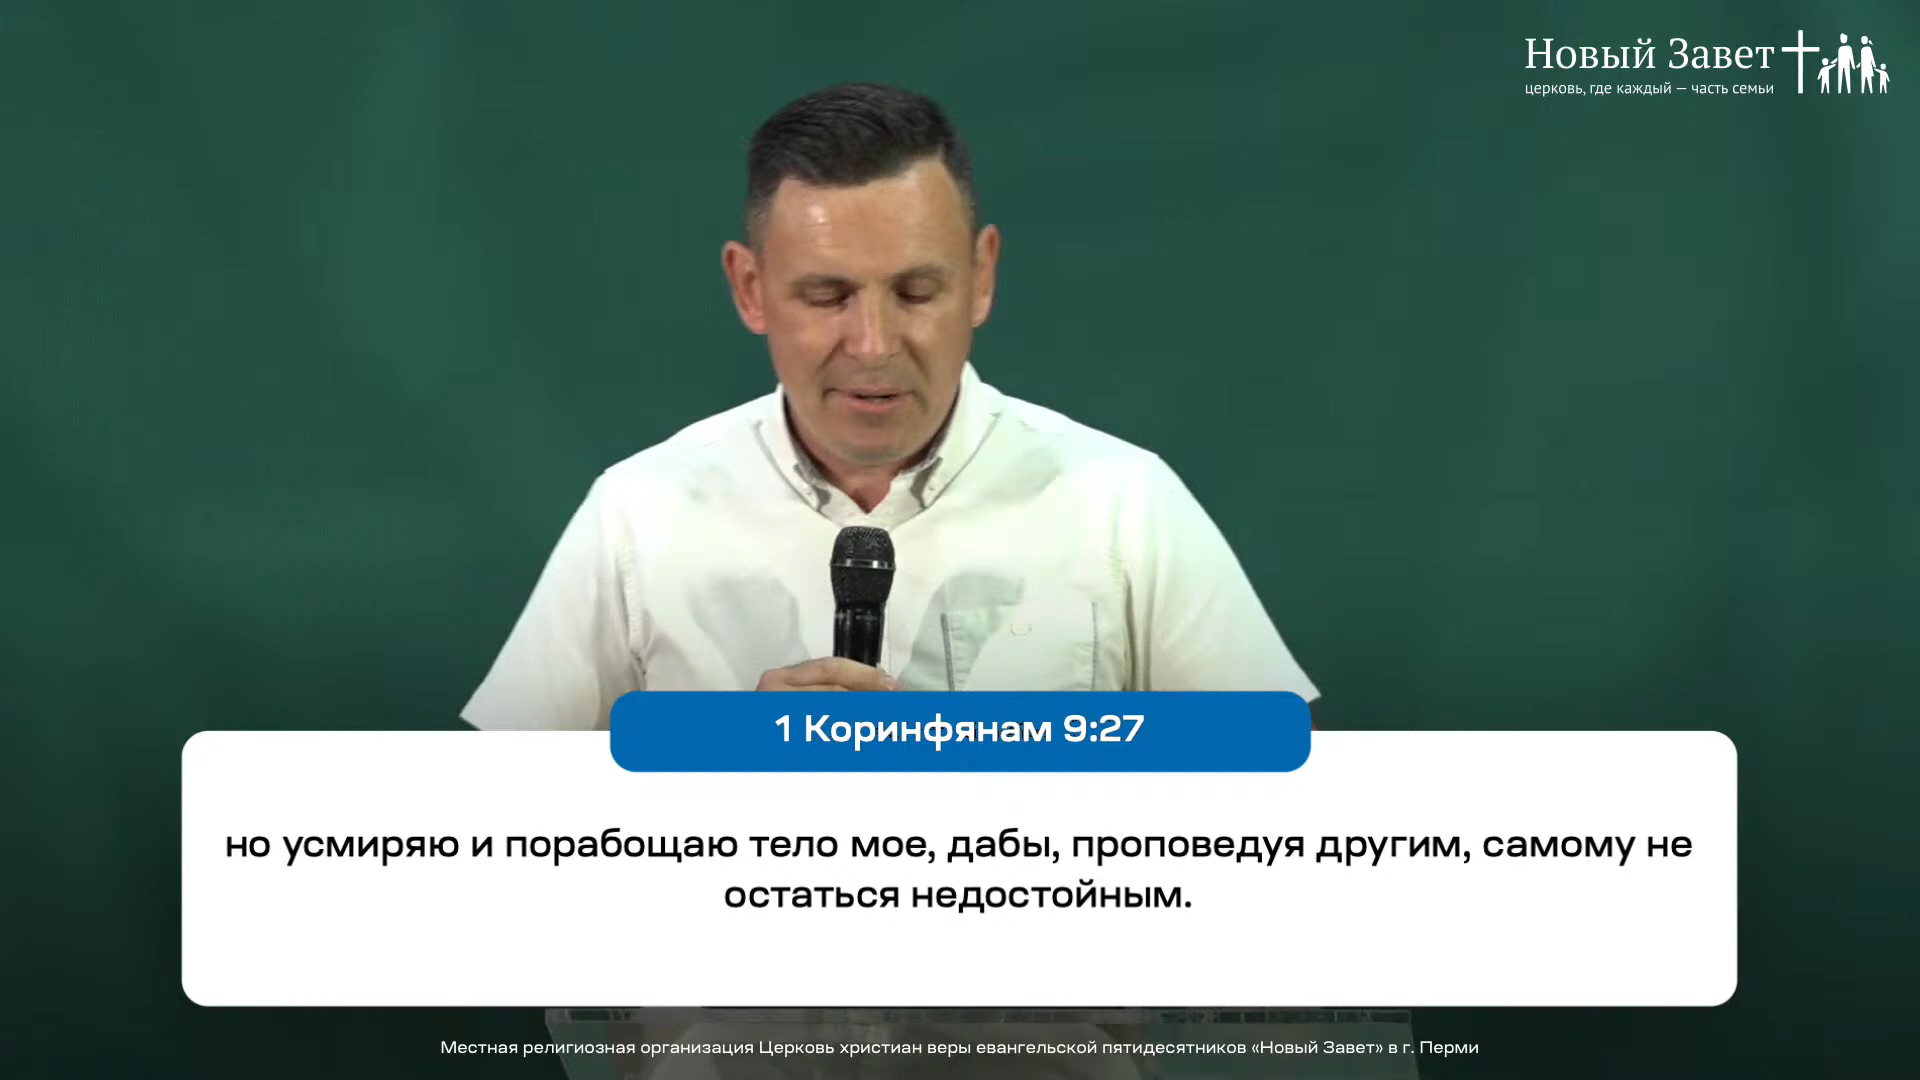 Новый Завет
церковь, где каждый — часть семьи
1 Коринфянам 9:27
но усмиряю и порабощаю тело мое, дабы, проповедуя другим, самому не
остаться недостойным.
Местная религиозная организация Церковь христиан веры евангельской пятидесятников «Новый Завет» в г. Перми